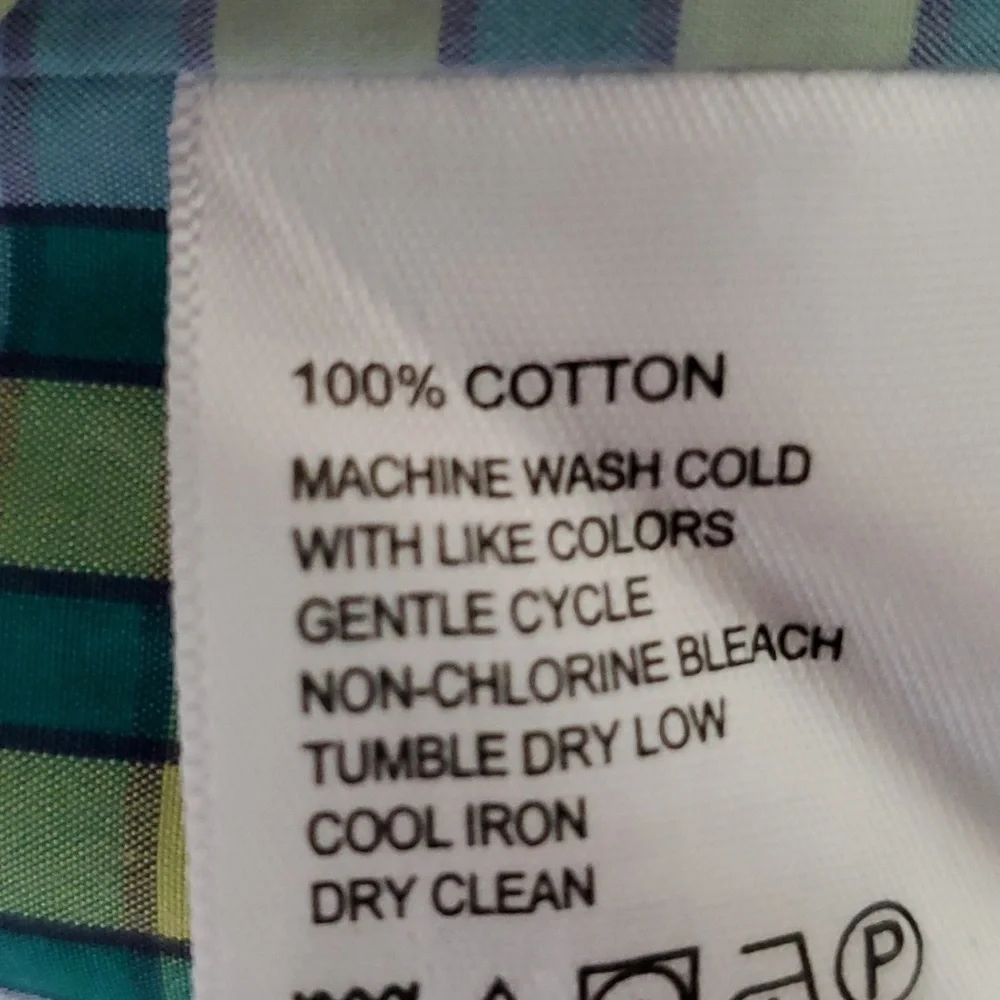 100% COTTON
MACHINE WASH COLD
WITH LIKE COLORS
GENTLE CYCLE
NON-CHLORINE BLEACH
TUMBLE DRY LOW
COOL IRON
DRY CLEAN
P